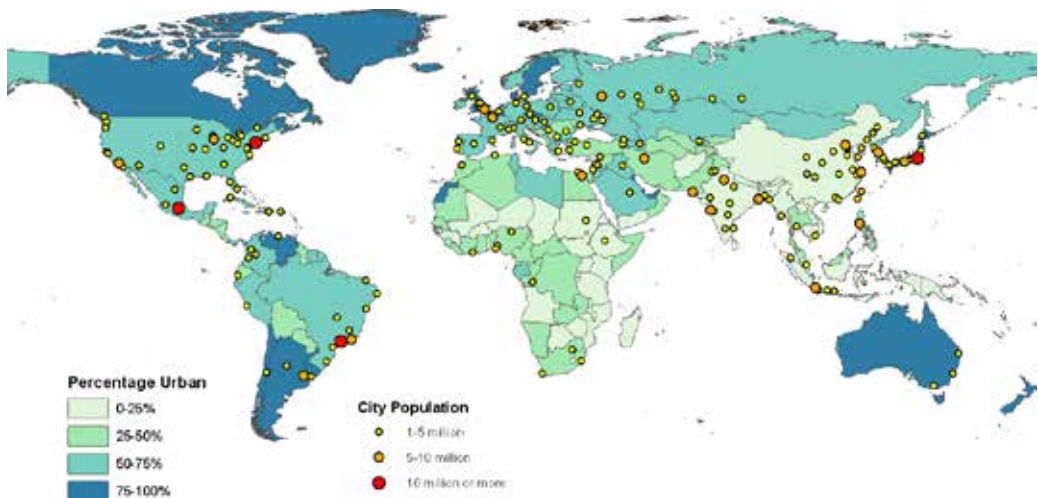 Percentage Urban
0-25%
25-50%
50-75%
75-100%
City Population
1-5 million
5-10 million
10 million or more